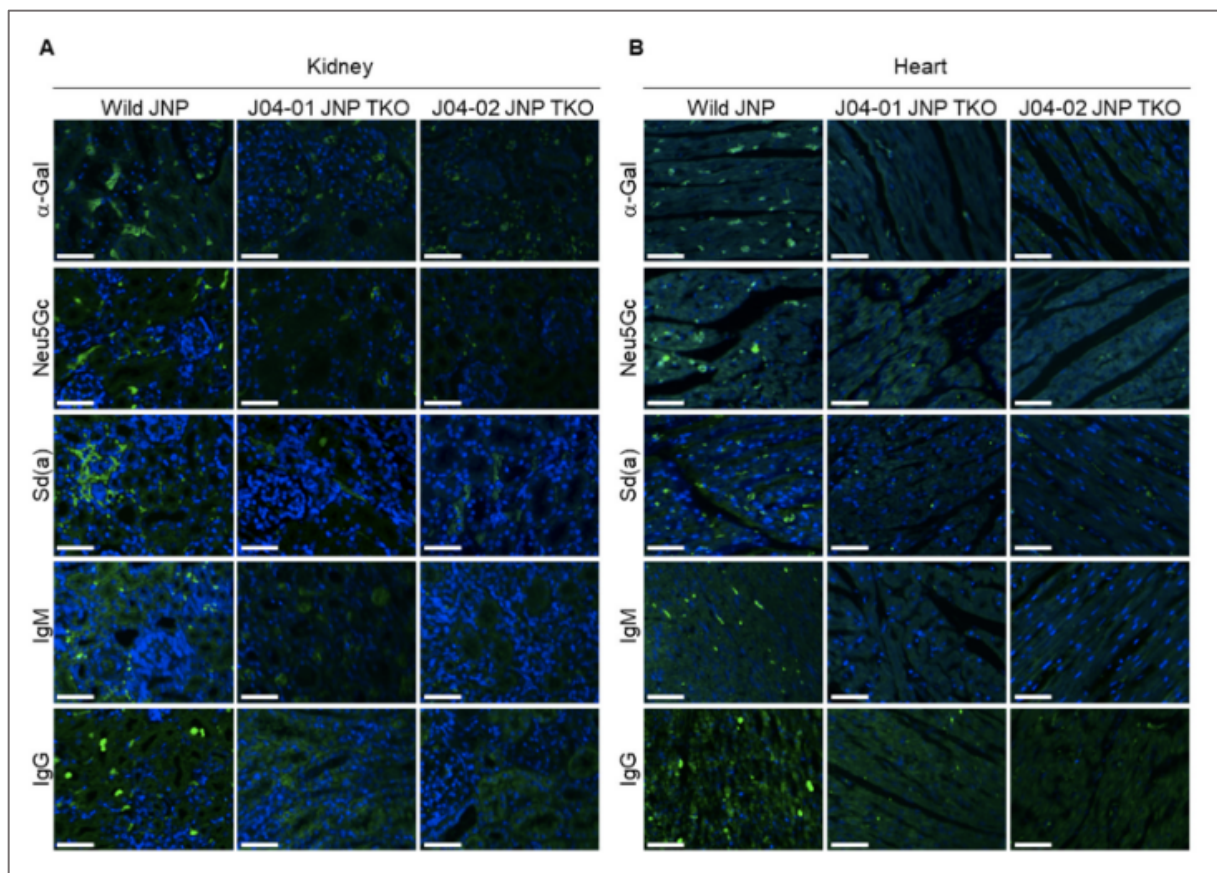 A
Kidney
Wild JNP J04-01 JNP TKO J04-02 JNP TKO
α-Gal
Neu5Gc
Sd(a)
IgM
IgG
B
Heart
Wild JNP J04-01 JNP TKO J04-02 JNP TKO
α-Gal
Neu5Gc
Sd(a)
IgM
IgG